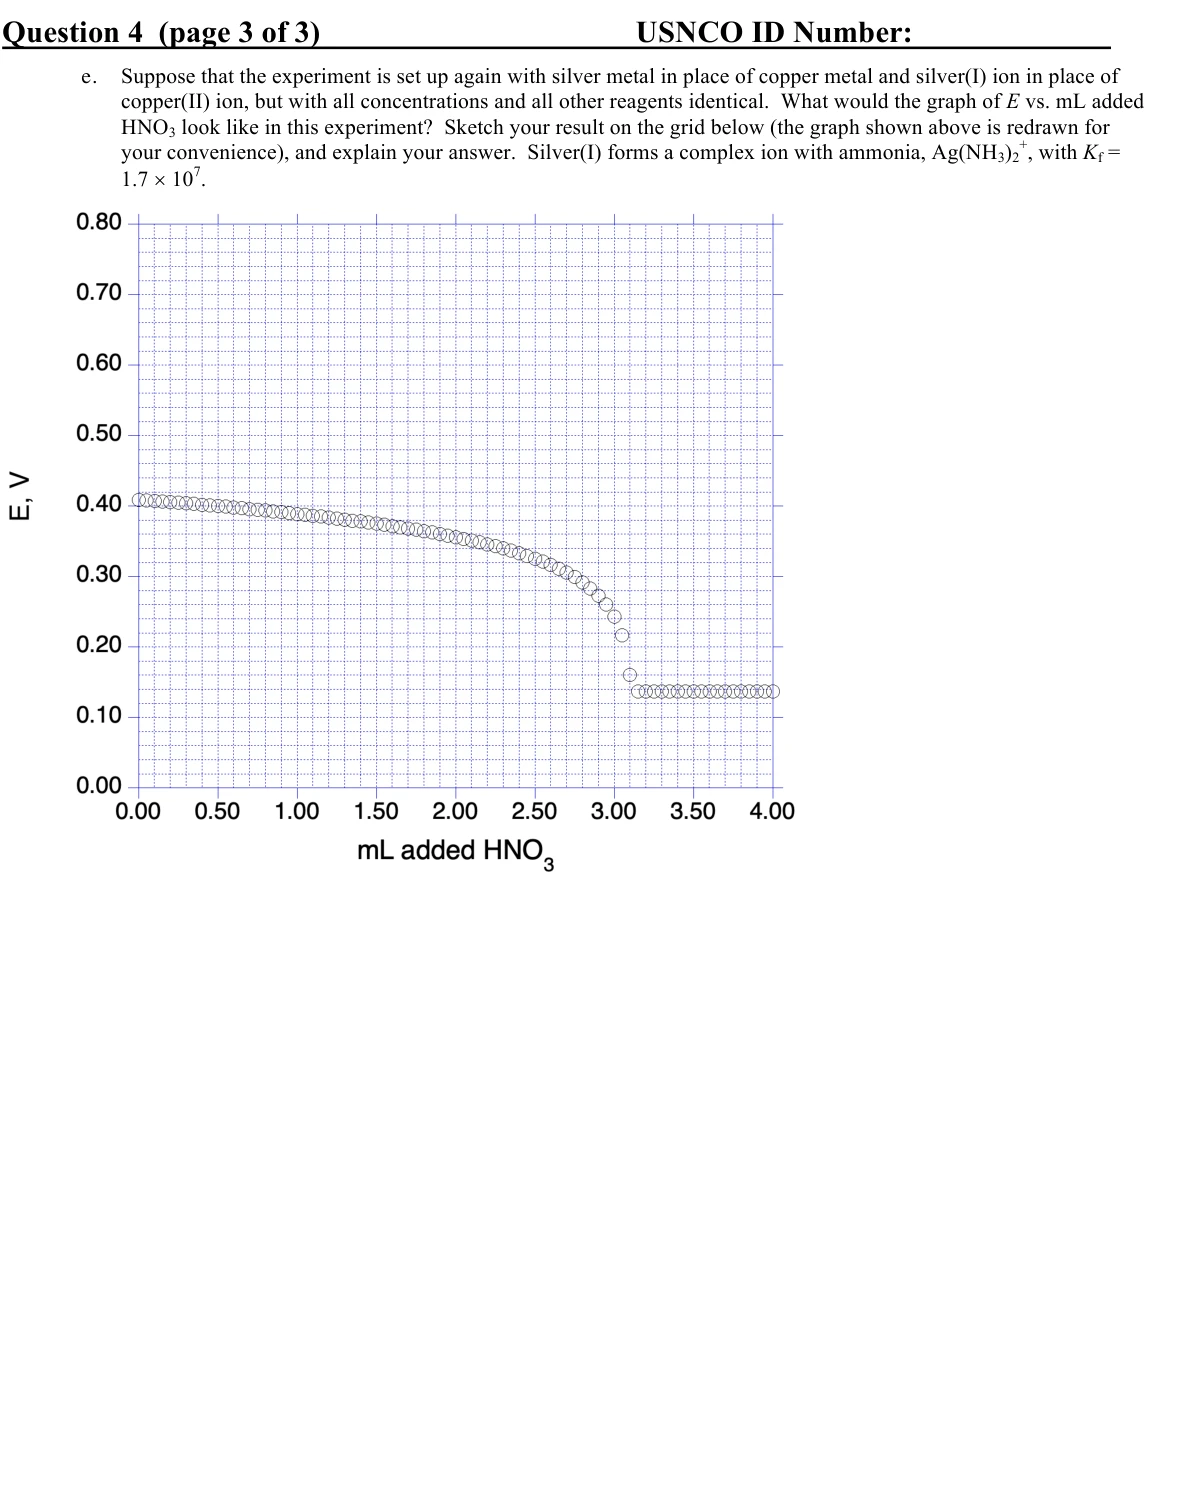 Question 4 (page 3 of 3) USNCO ID Number:
e. Suppose that the experiment is set up again with silver metal in place of copper metal and silver(I) ion in place of
copper(II) ion, but with all concentrations and all other reagents identical. What would the graph of E vs. mL added
HNO₃ look like in this experiment? Sketch your result on the grid below (the graph shown above is redrawn for
your convenience), and explain your answer. Silver(I) forms a complex ion with ammonia, Ag(NH₃)₂⁺, with Kf =
1.7 × 10⁷.
0.80
0.70
0.60
0.50
0.40
0.30
0.20
0.10
0.00
E, V
0.00 0.50 1.00 1.50 2.00 2.50 3.00 3.50 4.00
mL added HNO₃